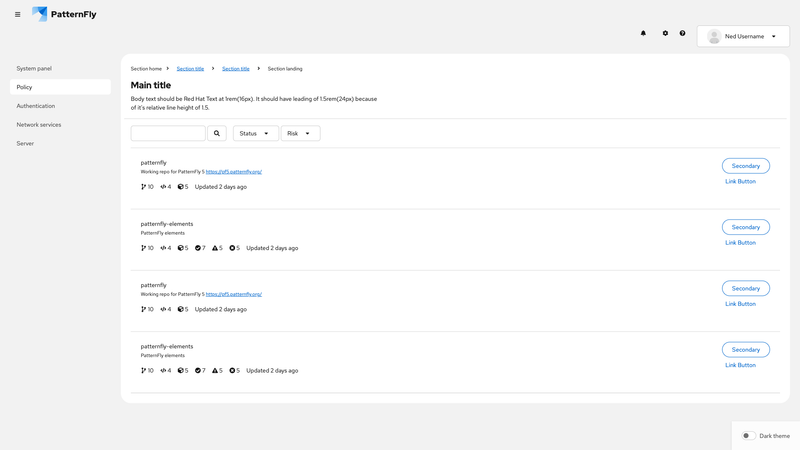 PatternFly
Ned Username
System panel
Policy
Authentication
Network services
Server
Section home Section title Section title Section landing
Main title
Body text should be Red Hat Text at 1rem(16px). It should have leading of 1.5rem(24px) because
of it's relative line height of 1.5.
Status Risk
patternfly
Working repo for PatternFly 5 https://pf5.patternfly.org/
10 4 5 Updated 2 days ago
Secondary
Link Button
patternfly-elements
PatternFly elements
10 4 5 7 5 5 Updated 2 days ago
Secondary
Link Button
patternfly
Working repo for PatternFly 5 https://pf5.patternfly.org/
10 4 5 Updated 2 days ago
Secondary
Link Button
patternfly-elements
PatternFly elements
10 4 5 7 5 5 Updated 2 days ago
Secondary
Link Button
Dark theme